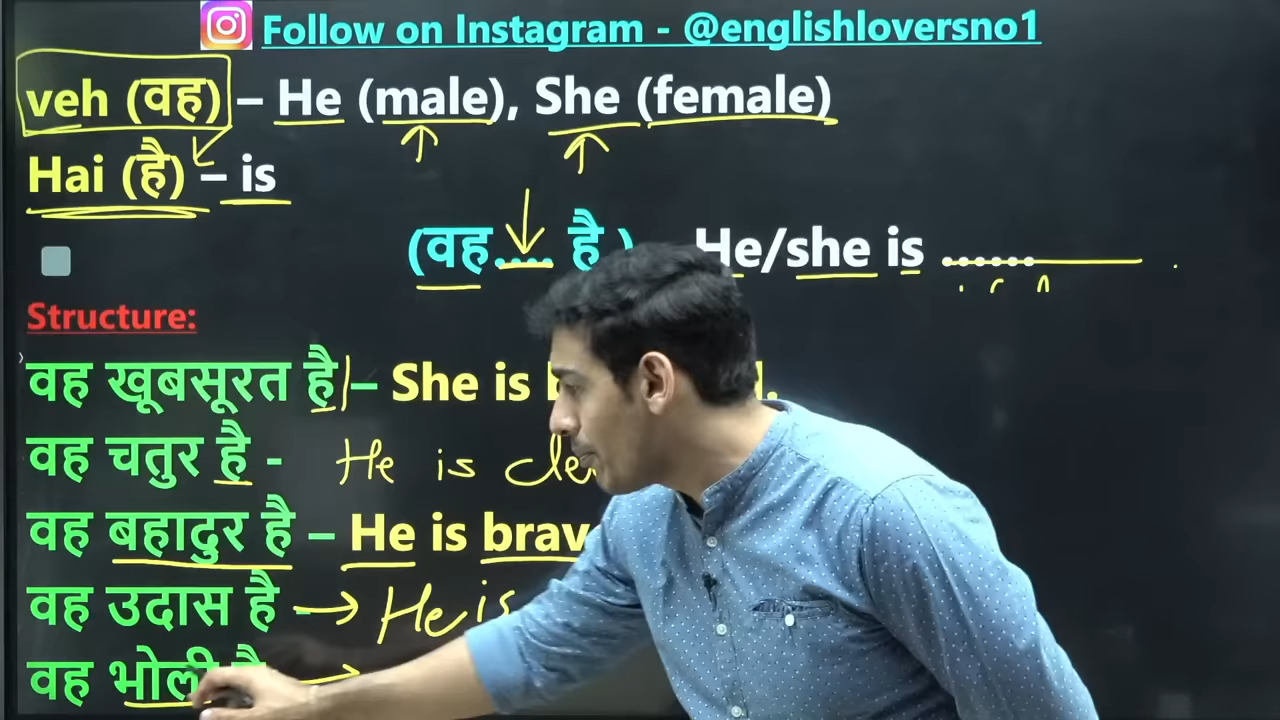 Follow on Instagram - @englishloversno1
veh (वह) – He (male), She (female)
Hai (है) – is
(वह.... है ) He/she is ......
Structure:
वह खूबसूरत है – She is
वह चतुर है - He is
वह बहादुर है – He is
वह उदास है - He is
वह भोली